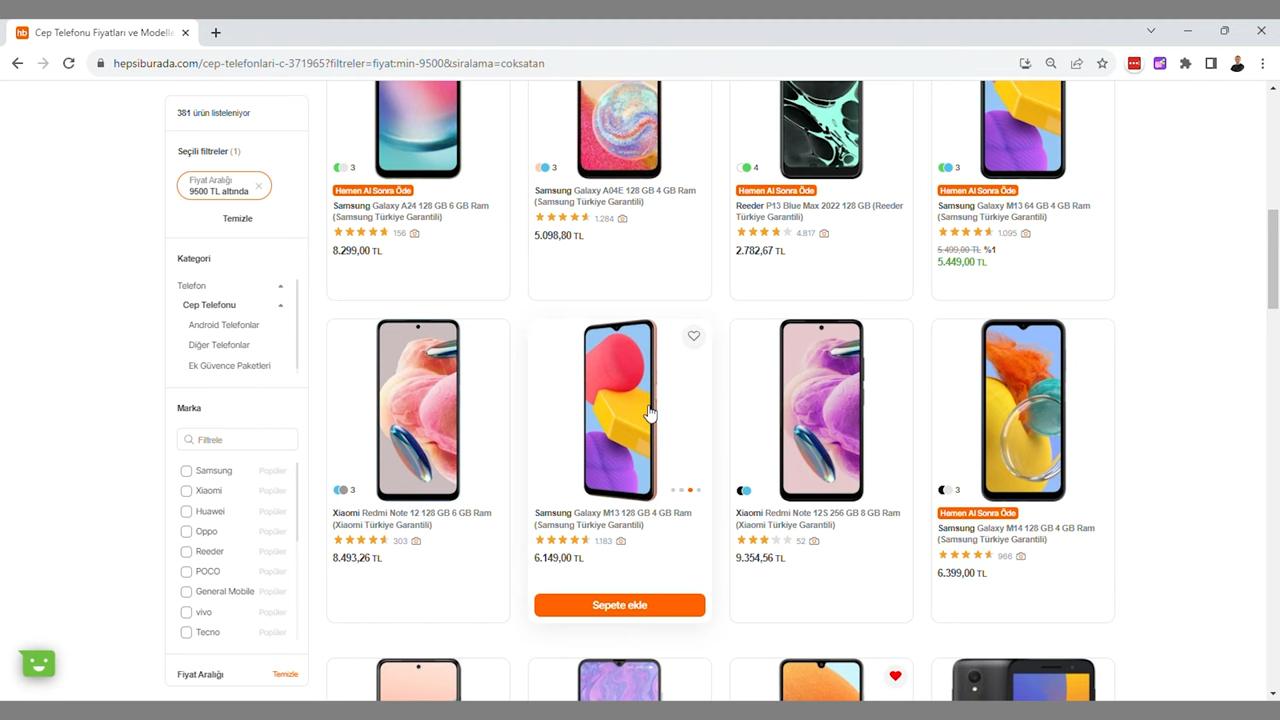 hb Cep Telefonu Fiyatları ve Modelle
hepsiburada.com/cep-telefonlari-c-371965?filtreler=fiyat:min-9500&siralama=coksatan
381 ürün listeleniyor
Seçili filtreler (1)
Fiyat Aralığı
9500 TL altında
Temizle
Kategori
Telefon
Cep Telefonu
Android Telefonlar
Diğer Telefonlar
Ek Güvence Paketleri
Marka
Filtrele
Samsung Popüler
Xiaomi Popüler
Huawei Popüler
Oppo Popüler
Reeder Popüler
POCO Popüler
General Mobile Popüler
vivo Popüler
Tecno Popüler
Fiyat Aralığı Temizle
3
Hemen Al Sonra Öde
Samsung Galaxy A24 128 GB 6 GB Ram
(Samsung Türkiye Garantili)
156
8.299,00 TL
3
Samsung Galaxy A04E 128 GB 4 GB Ram
(Samsung Türkiye Garantili)
1.284
5.098,80 TL
4
Hemen Al Sonra Öde
Reeder P13 Blue Max 2022 128 GB (Reeder
Türkiye Garantili)
4.817
2.782,67 TL
3
Hemen Al Sonra Öde
Samsung Galaxy M13 64 GB 4 GB Ram
(Samsung Türkiye Garantili)
1.095
5.499,00 TL %1
5.449,00 TL
3
Xiaomi Redmi Note 12 128 GB 6 GB Ram
(Xiaomi Türkiye Garantili)
303
8.493,26 TL
Samsung Galaxy M13 128 GB 4 GB Ram
(Samsung Türkiye Garantili)
1.183
6.149,00 TL
Sepete ekle
Xiaomi Redmi Note 12S 256 GB 8 GB Ram
(Xiaomi Türkiye Garantili)
52
9.354,56 TL
3
Hemen Al Sonra Öde
Samsung Galaxy M14 128 GB 4 GB Ram
(Samsung Türkiye Garantili)
966
6.399,00 TL